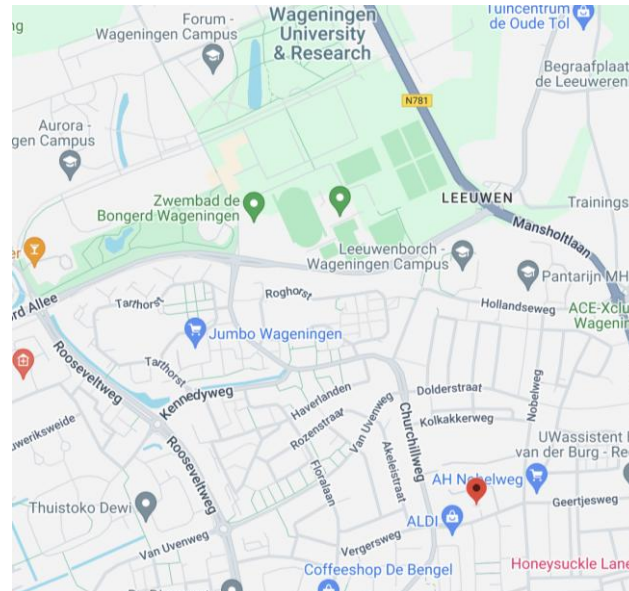 Forum -
Wageningen Campus
Wageningen
University
& Research
Tuincentrum
de Oude Tol
N781
Begraafplaat
de Leeuweren
Aurora -
gen Campus
Zwembad de
Bongerd Wageningen
LEEUWEN
Trainings
Mansholtlaan
Leeuwenborch -
Wageningen Campus
Pantarijn MH
er
rd Allee
Tarthorst
Roghorst
Hollandseweg
ACE-Xclu
Wagenin
Jumbo Wageningen
Rooseveltweg
Tarthorst
Kennedyweg
Haverlanden
Dolderstraat
Nobelweg
Kolkakkerweg
Rozenstraat
Van Uvenweg
Churchillweg
uweriksweide
Rooseveltweg
Floralaan
Akeleistraat
UWassistent
van der Burg - Re
AH Nobelweg
Thuistoko Dewi
Geertjesweg
ALDI
Van Uvenweg
Vergersweg
Coffeeshop De Bengel
Honeysuckle Lane